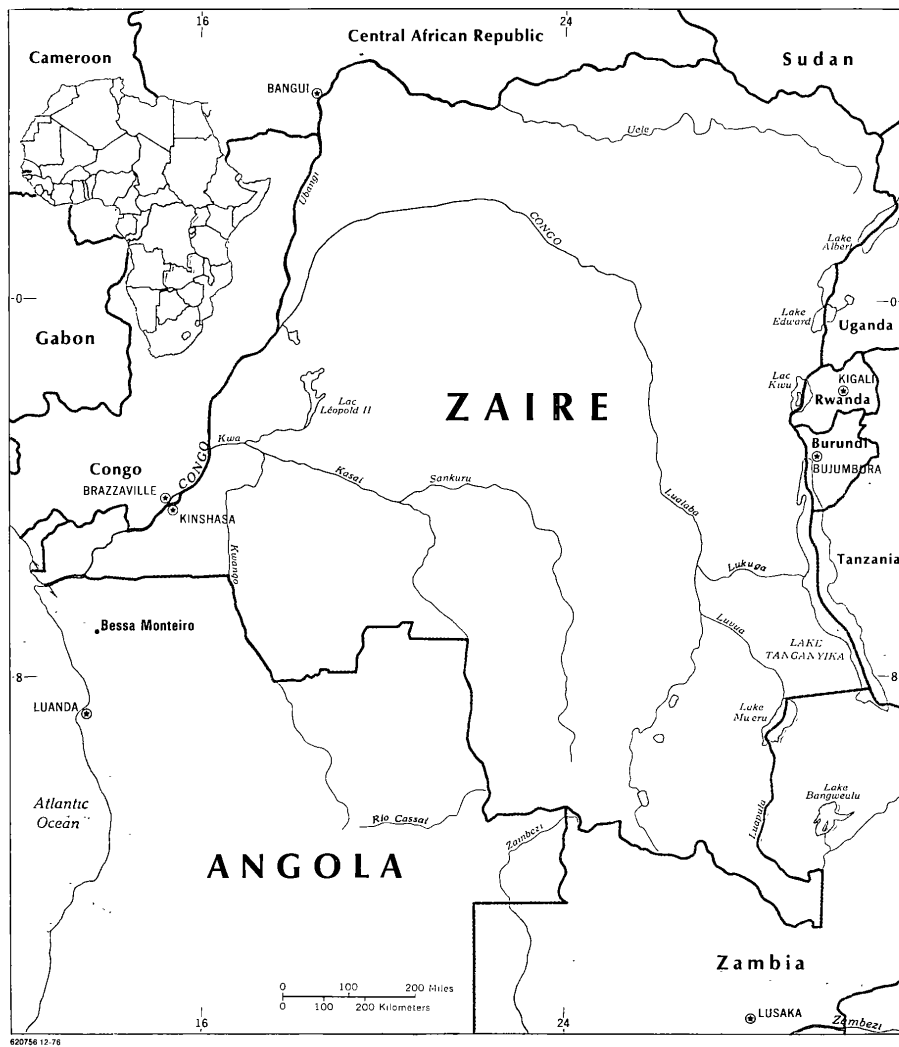 16
24
Central African Republic
Sudan
Cameroon
BANGUI
Uele
Ubangi
CONGO
Lake
Albert
0
0
Lake
Edward
Uganda
Gabon
Lac
Kivu
KIGALI
Rwanda
Lac
Léopold II
ZAIRE
Kwa
Burundi
BUJUMBURA
Congo
CONGO
BRAZZAVILLE
KINSHASA
Kasai
Sankuru
Lualaba
Kwango
Lukuga
Tanzania
Bessa Monteiro
Luvua
LAKE
TANGANYIKA
8
8
LUANDA
Lake
Mweru
Atlantic
Ocean
Rio Cassai
Zambezi
Luapula
Lake
Bangweulu
ANGOLA
Zambia
0 100 200 Miles
0 100 200 Kilometers
LUSAKA
Zambezi
16
24
620756 12-76